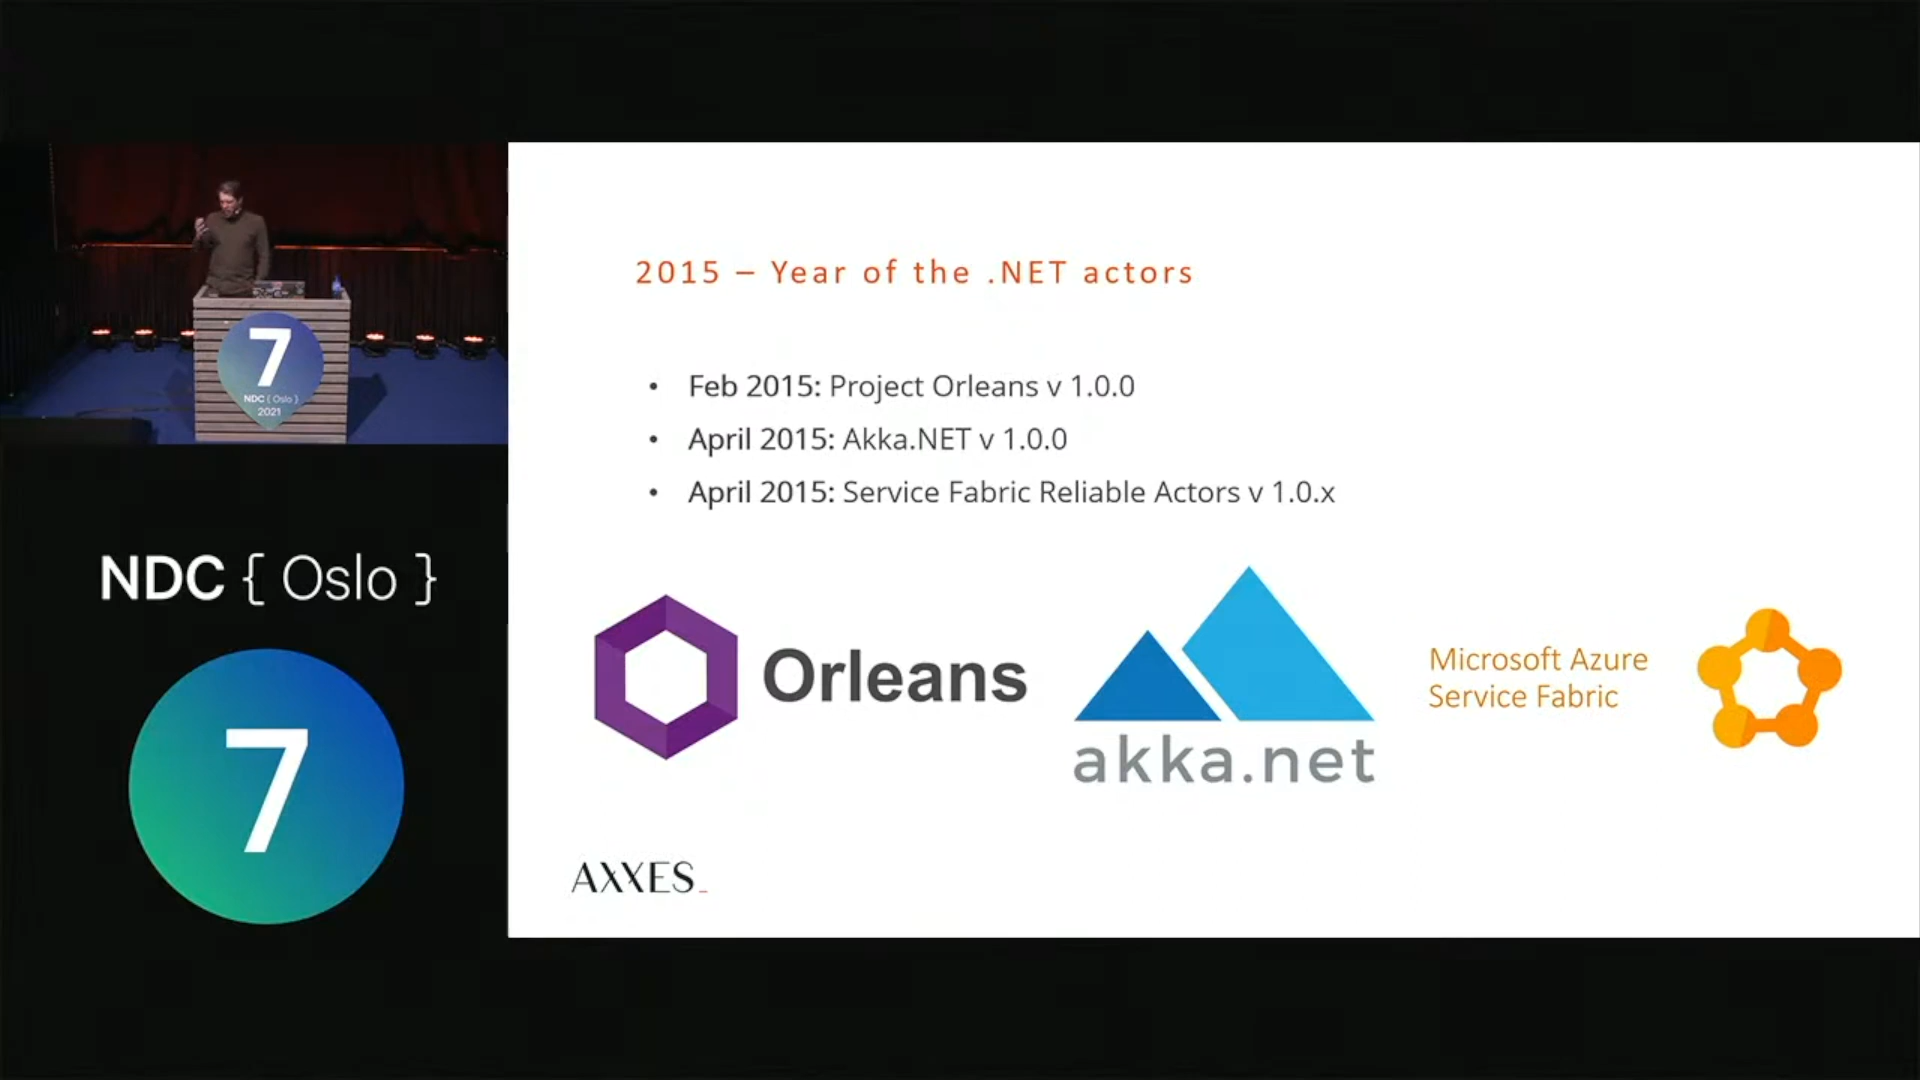 7
NDC { Oslo }
2021
NDC { Oslo }
7
2015 – Year of the .NET actors
• Feb 2015: Project Orleans v 1.0.0
• April 2015: Akka.NET v 1.0.0
• April 2015: Service Fabric Reliable Actors v 1.0.x
Orleans
akka.net
Microsoft Azure
Service Fabric
AXXES_